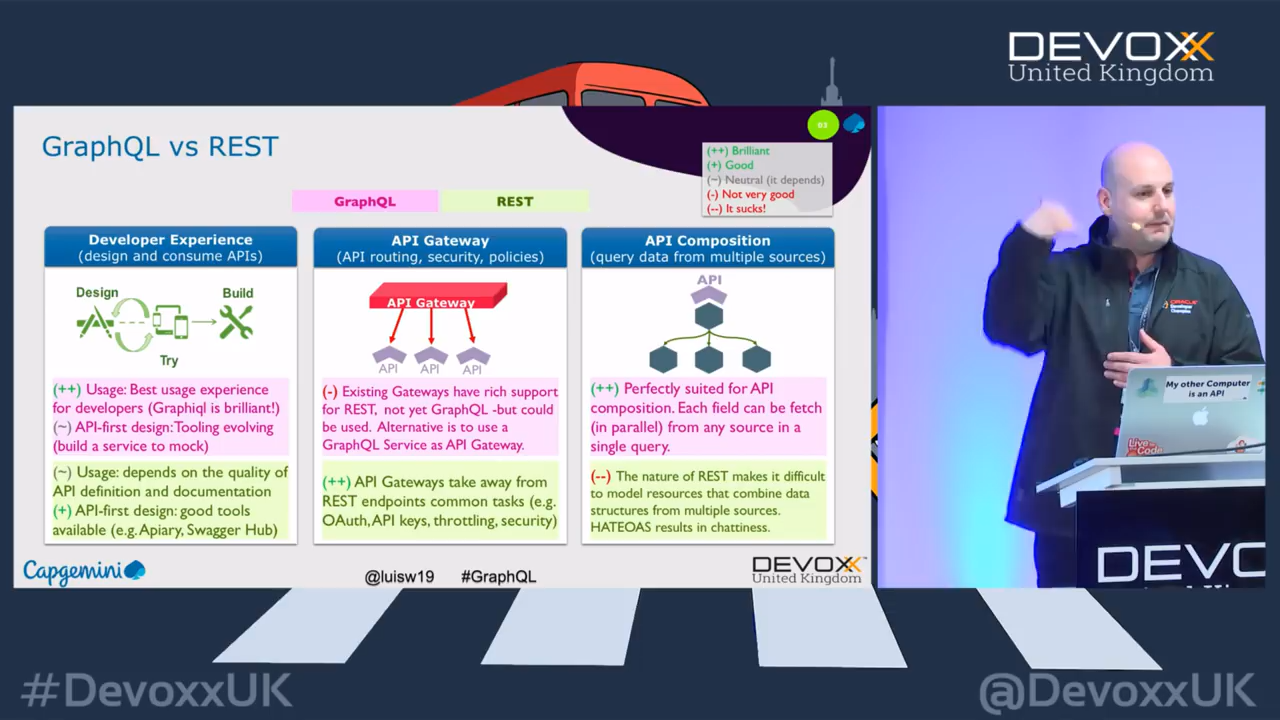 DEVOXX
United Kingdom
GraphQL vs REST
93
(++) Brilliant
(+) Good
(~) Neutral (it depends)
(-) Not very good
(--) It sucks!
GraphQL
REST
Developer Experience
(design and consume APIs)
Design
Build
Try
(++) Usage: Best usage experience
for developers (Graphiql is brilliant!)
(~) API-first design: Tooling evolving
(build a service to mock)
(~) Usage: depends on the quality of
API definition and documentation
(+) API-first design: good tools
available (e.g. Apiary, Swagger Hub)
API Gateway
(API routing, security, policies)
API Gateway
API
API
API
(-) Existing Gateways have rich support
for REST, not yet GraphQL -but could
be used. Alternative is to use a
GraphQL Service as API Gateway.
(++) API Gateways take away from
REST endpoints common tasks (e.g.
OAuth, API keys, throttling, security)
API Composition
(query data from multiple sources)
API
(++) Perfectly suited for API
composition. Each field can be fetch
(in parallel) from any source in a
single query.
(--) The nature of REST makes it difficult
to model resources that combine data
structures from multiple sources.
HATEOAS results in chattiness.
Capgemini
@luisw19 #GraphQL
DEVOXX
United Kingdom
ORACLE
Developer
Champion
My other Computer
is an API
Live
Code
DEVO
#DevoxxUK
@DevoxxUK